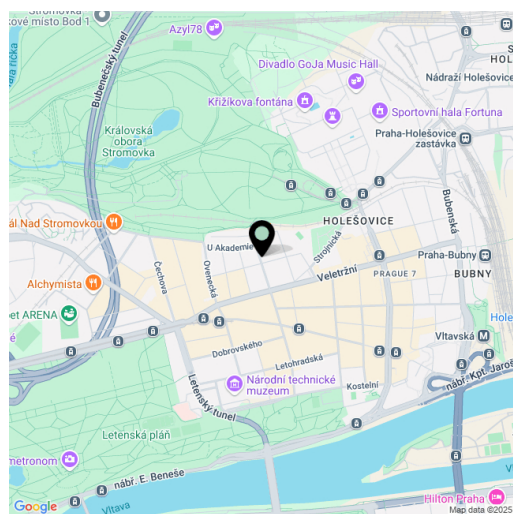 Stromovka
kové místo Bod 1
Azyl78
Bubenečský tunel
Divadlo GoJa Music Hall
Nádraží Holešovice
Křižíkova fontána
Sportovní hala Fortuna
Královská
obora
Stromovka
Praha-Holešovice
zastávka
Bubenská
ál Nad Stromovkou
HOLEŠOVICE
U Akademie
Strojnická
Praha-Bubny
Čechova
Ovenecká
Veletržní
PRAGUE 7
BUBNY
Alchymista
pet ARENA
Hole
Vltavská
Dobrovského
Letohradská
Národní technické
muzeum
Kostelní
nábř. Kpt. Jaroš
Letenský tunel
Letenská pláň
metronom
nábř. E. Beneše
Vltava
Hilton Praha
Google
Map data ©2025